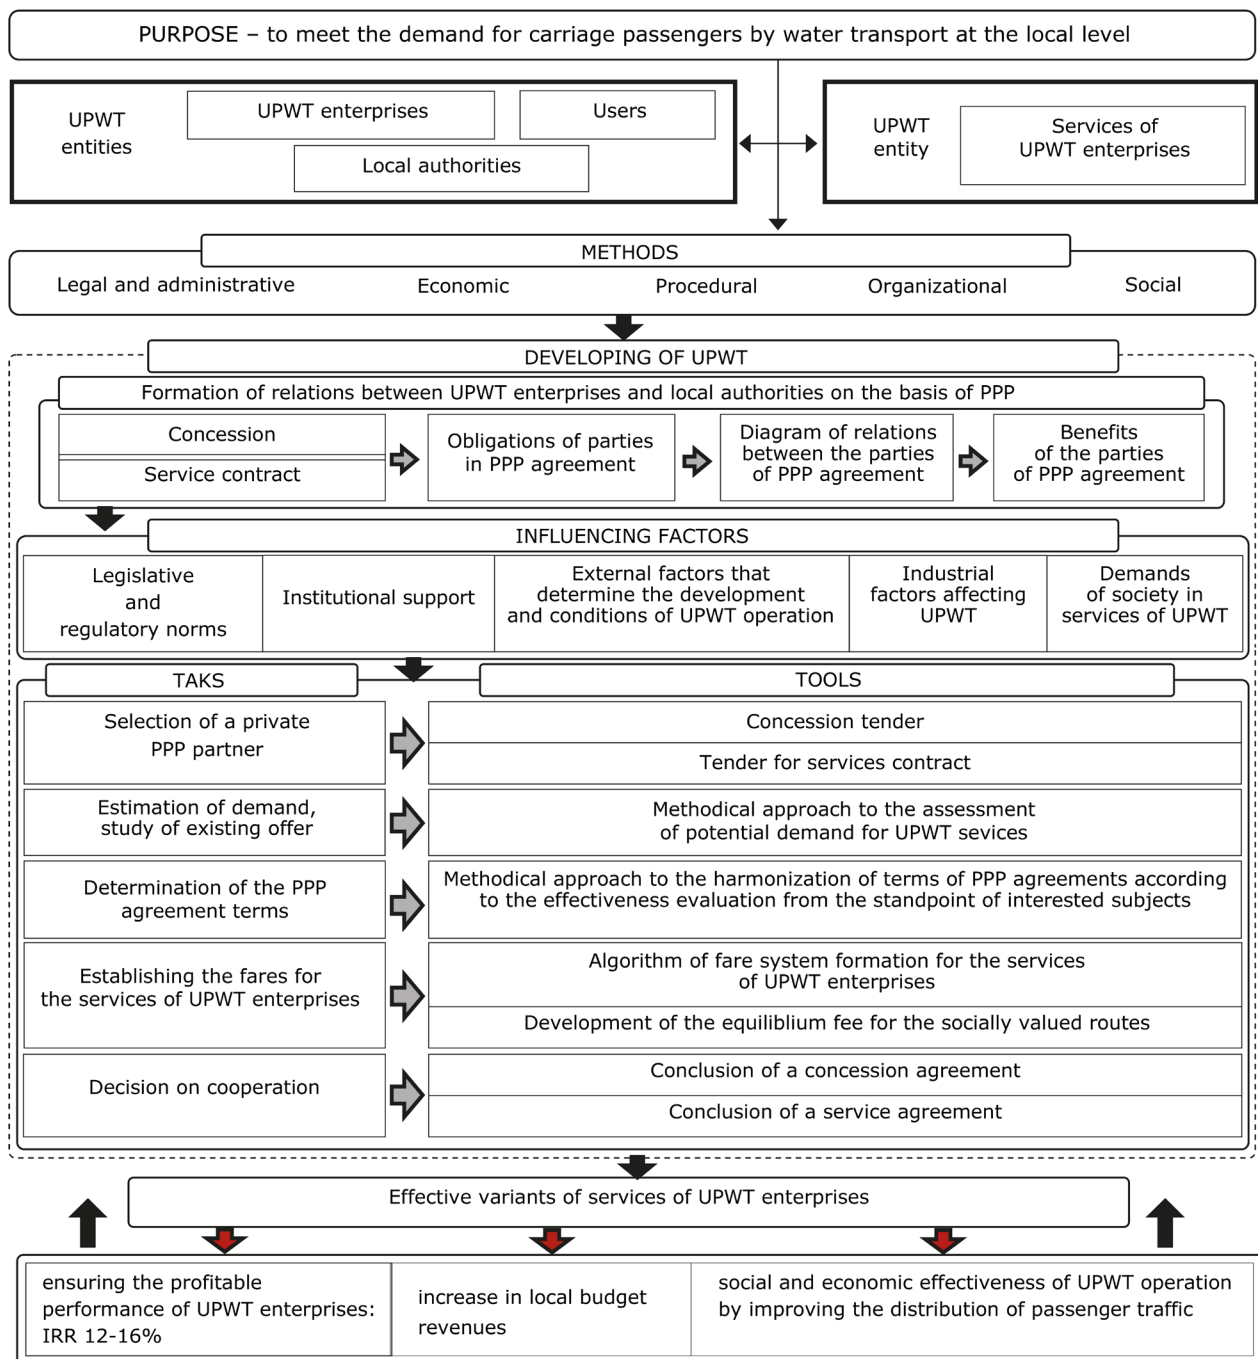 PURPOSE – to meet the demand for carriage passengers by water transport at the local level
UPWT
entities
UPWT enterprises
Users
Local authorities
UPWT
entity
Services of
UPWT enterprises
METHODS
Legal and administrative
Economic
Procedural
Organizational
Social
DEVELOPING OF UPWT
Formation of relations between UPWT enterprises and local authorities on the basis of PPP
Concession
Service contract
Obligations of parties
in PPP agreement
Diagram of relations
between the parties
of PPP agreement
Benefits
of the parties
of PPP agreement
INFLUENCING FACTORS
Legislative
and
regulatory norms
Institutional support
External factors that
determine the development
and conditions of UPWT operation
Industrial
factors affecting
UPWT
Demands
of society in
services of UPWT
TAKS
TOOLS
Selection of a private
PPP partner
Concession tender
Tender for services contract
Estimation of demand,
study of existing offer
Methodical approach to the assessment
of potential demand for UPWT sevices
Determination of the PPP
agreement terms
Methodical approach to the harmonization of terms of PPP agreements according
to the effectiveness evaluation from the standpoint of interested subjects
Establishing the fares for
the services of UPWT enterprises
Algorithm of fare system formation for the services
of UPWT enterprises
Development of the equiliblium fee for the socially valued routes
Decision on cooperation
Conclusion of a concession agreement
Conclusion of a service agreement
Effective variants of services of UPWT enterprises
ensuring the profitable
performance of UPWT enterprises:
IRR 12-16%
increase in local budget
revenues
social and economic effectiveness of UPWT operation
by improving the distribution of passenger traffic